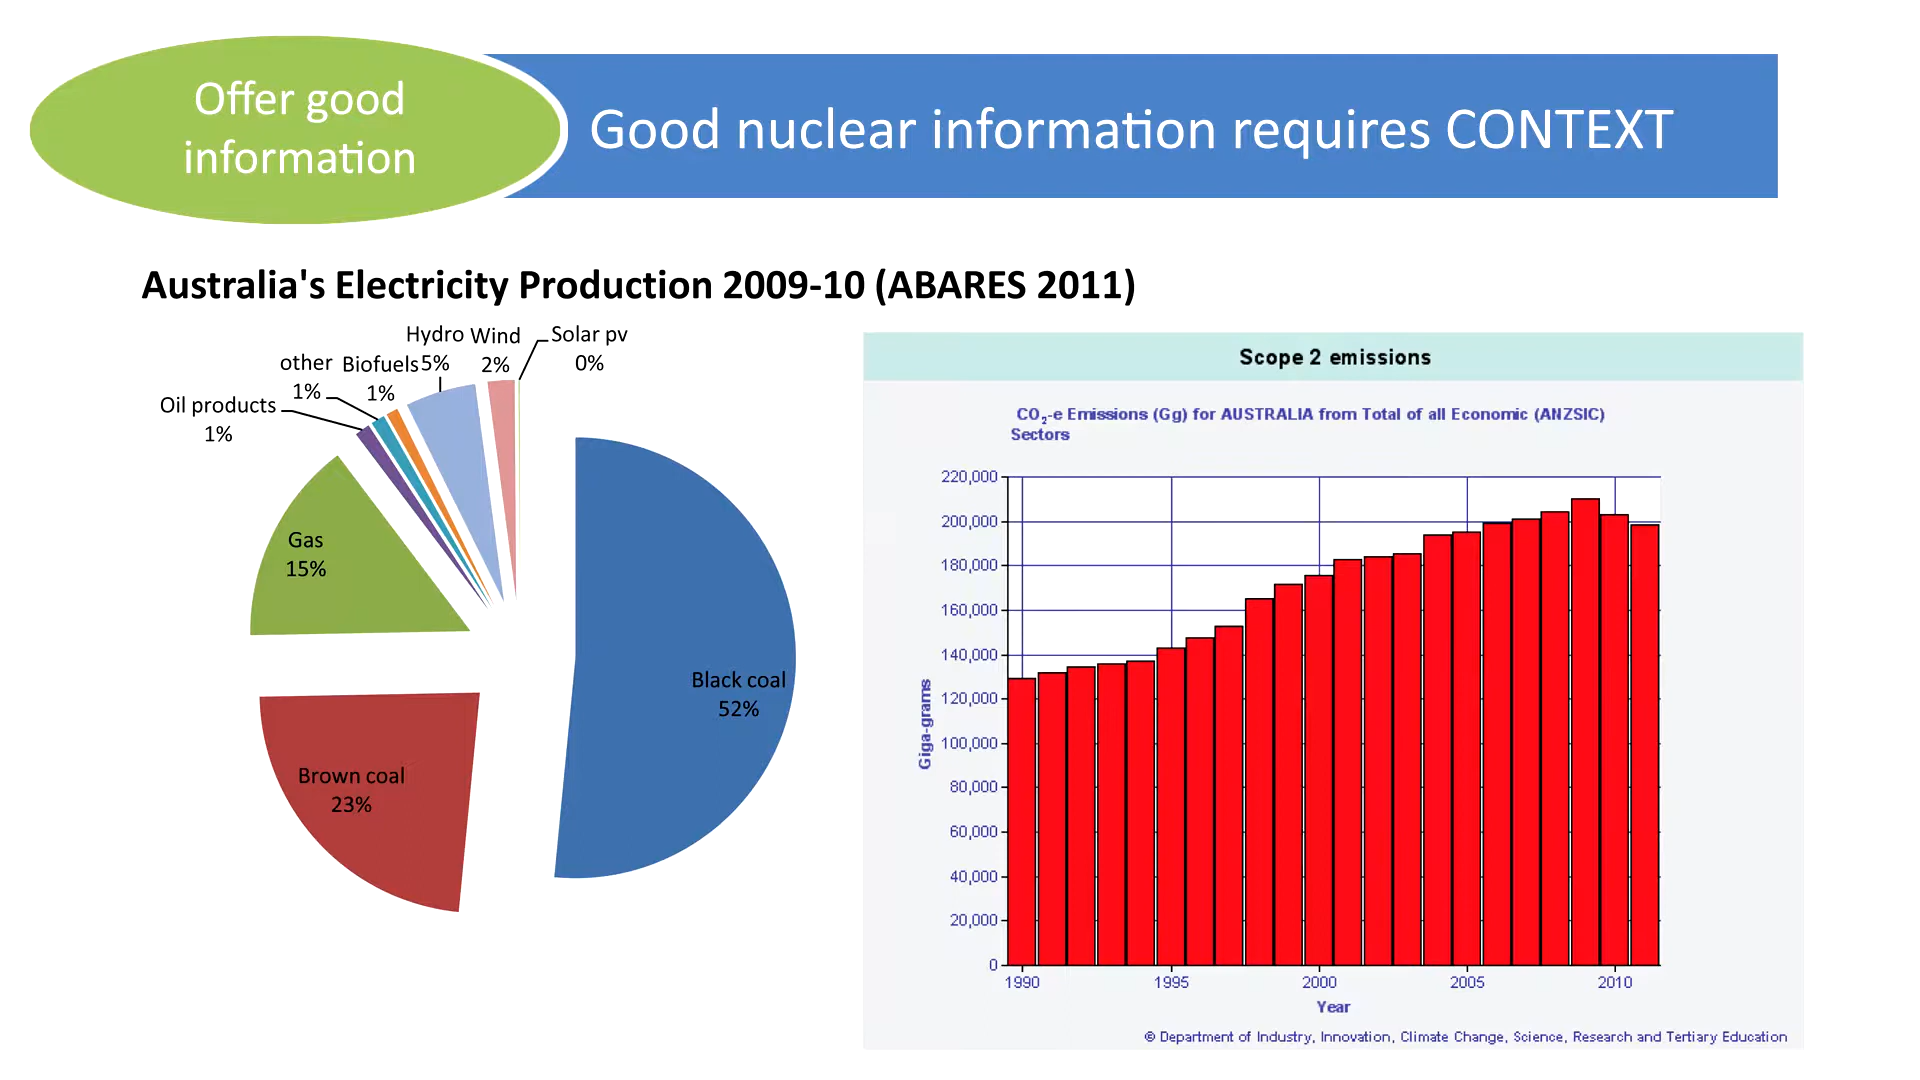 Offer good
information
Good nuclear information requires CONTEXT
Australia's Electricity Production 2009-10 (ABARES 2011)
Hydro
5%
Wind
2%
Solar pv
0%
other
1%
Biofuels
1%
Oil products
1%
Gas
15%
Black coal
52%
Brown coal
23%
Scope 2 emissions
CO2-e Emissions (Gg) for AUSTRALIA from Total of all Economic (ANZSIC)
Sectors
220,000
200,000
180,000
160,000
140,000
120,000
100,000
80,000
60,000
40,000
20,000
0
Giga-grams
1990 1995 2000 2005 2010
Year
© Department of Industry, Innovation, Climate Change, Science, Research and Tertiary Education